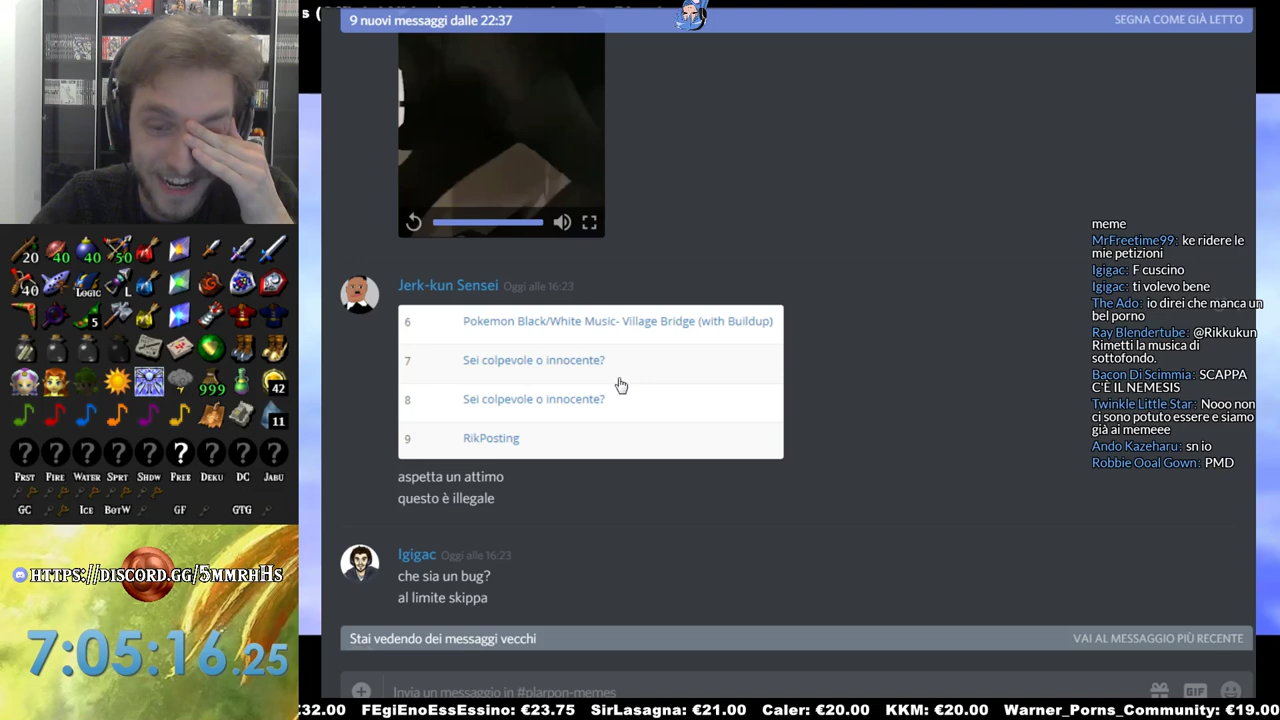 9 nuovi messaggi dalle 22:37
SEGNA COME GIÀ LETTO
Jerk-kun Sensei Oggi alle 16:23
6 Pokemon Black/White Music- Village Bridge (with Buildup)
7 Sei colpevole o innocente?
8 Sei colpevole o innocente?
9 RikPosting
aspetta un attimo
questo è illegale
Igigac Oggi alle 16:23
che sia un bug?
al limite skippa
Stai vedendo dei messaggi vecchi
VAI AL MESSAGGIO PIÙ RECENTE
Invia un messaggio in #plarpon-memes
GIF
meme
MrFreetime99: ke ridere le
mie petizioni
Igigac: F cuscino
Igigac: ti volevo bene
The Ado: io direi che manca un
bel porno
Ray Blendertube: @Rikkukun
Rimetti la musica di
sottofondo.
Bacon Di Scimmia: SCAPPA
C'È IL NEMESIS
Twinkle Little Star: Nooo non
ci sono potuto essere e siamo
già ai memeee
Ando Kazeharu: sn io
Robbie Ooal Gown: PMD
20 40 40 50
40 LOGIC L
5
999 42
11
? ? ? ? ? ? ? ? ?
FRST FIRE WATER SPRT SHDW FREE DEKU DC JABU
GC ICE BOTW GF GTG
HTTPS://DISCORD.GG/5MMRHHS
7:05:16.25
€32.00 FEgiEnoEssEssino: €23.75 SirLasagna: €21.00 Caler: €20.00 KKM: €20.00 Warner_Porns_Community: €19.00